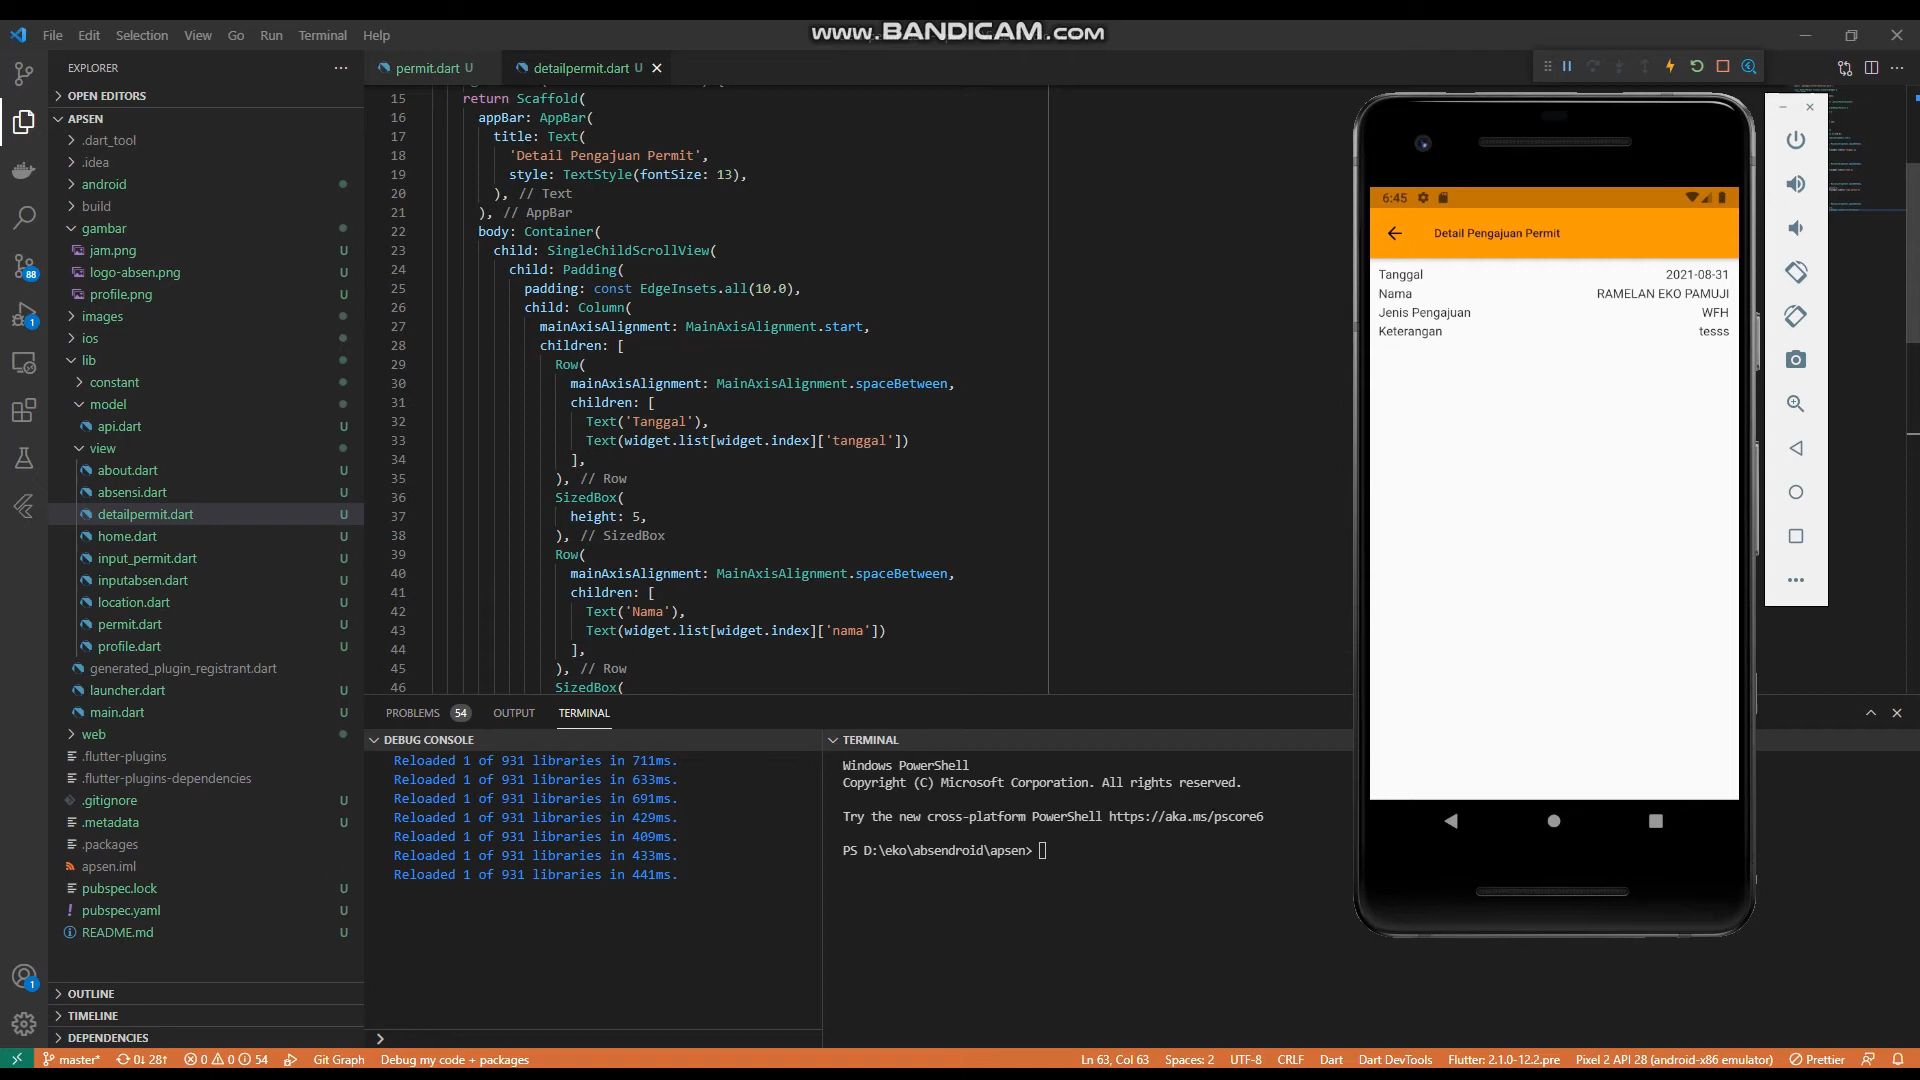 www.BANDICAM.com
File Edit Selection View Go Run Terminal Help
EXPLORER
OPEN EDITORS
APSEN
.dart_tool
.idea
android
build
gambar
jam.png U
logo-absen.png U
profile.png U
images
ios
lib
constant
model
api.dart U
view
about.dart U
absensi.dart U
detailpermit.dart U
home.dart U
input_permit.dart U
inputabsen.dart U
location.dart U
permit.dart U
profile.dart U
generated_plugin_registrant.dart
launcher.dart U
main.dart U
web
.flutter-plugins
.flutter-plugins-dependencies
.gitignore U
.metadata U
.packages
apsen.iml
pubspec.lock U
! pubspec.yaml U
README.md U
OUTLINE
TIMELINE
DEPENDENCIES
88
1
1
permit.dart U
detailpermit.dart U
15 return Scaffold(
16 appBar: AppBar(
17 title: Text(
18 'Detail Pengajuan Permit',
19 style: TextStyle(fontSize: 13),
20 ), // Text
21 ), // AppBar
22 body: Container(
23 child: SingleChildScrollView(
24 child: Padding(
25 padding: const EdgeInsets.all(10.0),
26 child: Column(
27 mainAxisAlignment: MainAxisAlignment.start,
28 children: [
29 Row(
30 mainAxisAlignment: MainAxisAlignment.spaceBetween,
31 children: [
32 Text('Tanggal'),
33 Text(widget.list[widget.index]['tanggal'])
34 ],
35 ), // Row
36 SizedBox(
37 height: 5,
38 ), // SizedBox
39 Row(
40 mainAxisAlignment: MainAxisAlignment.spaceBetween,
41 children: [
42 Text('Nama'),
43 Text(widget.list[widget.index]['nama'])
44 ],
45 ), // Row
46 SizedBox(
6:45
Detail Pengajuan Permit
Tanggal 2021-08-31
Nama RAMELAN EKO PAMUJI
Jenis Pengajuan WFH
Keterangan tesss
PROBLEMS 54 OUTPUT TERMINAL
DEBUG CONSOLE
Reloaded 1 of 931 libraries in 711ms.
Reloaded 1 of 931 libraries in 633ms.
Reloaded 1 of 931 libraries in 691ms.
Reloaded 1 of 931 libraries in 429ms.
Reloaded 1 of 931 libraries in 409ms.
Reloaded 1 of 931 libraries in 433ms.
Reloaded 1 of 931 libraries in 441ms.
TERMINAL
Windows PowerShell
Copyright (C) Microsoft Corporation. All rights reserved.
Try the new cross-platform PowerShell https://aka.ms/pscore6
PS D:\eko\absendroid\apsen>
master* 0↓ 28↑ 0 0 54 Git Graph Debug my code + packages Ln 63, Col 63 Spaces: 2 UTF-8 CRLF Dart Dart DevTools Flutter: 2.1.0-12.2.pre Pixel 2 API 28 (android-x86 emulator) Prettier